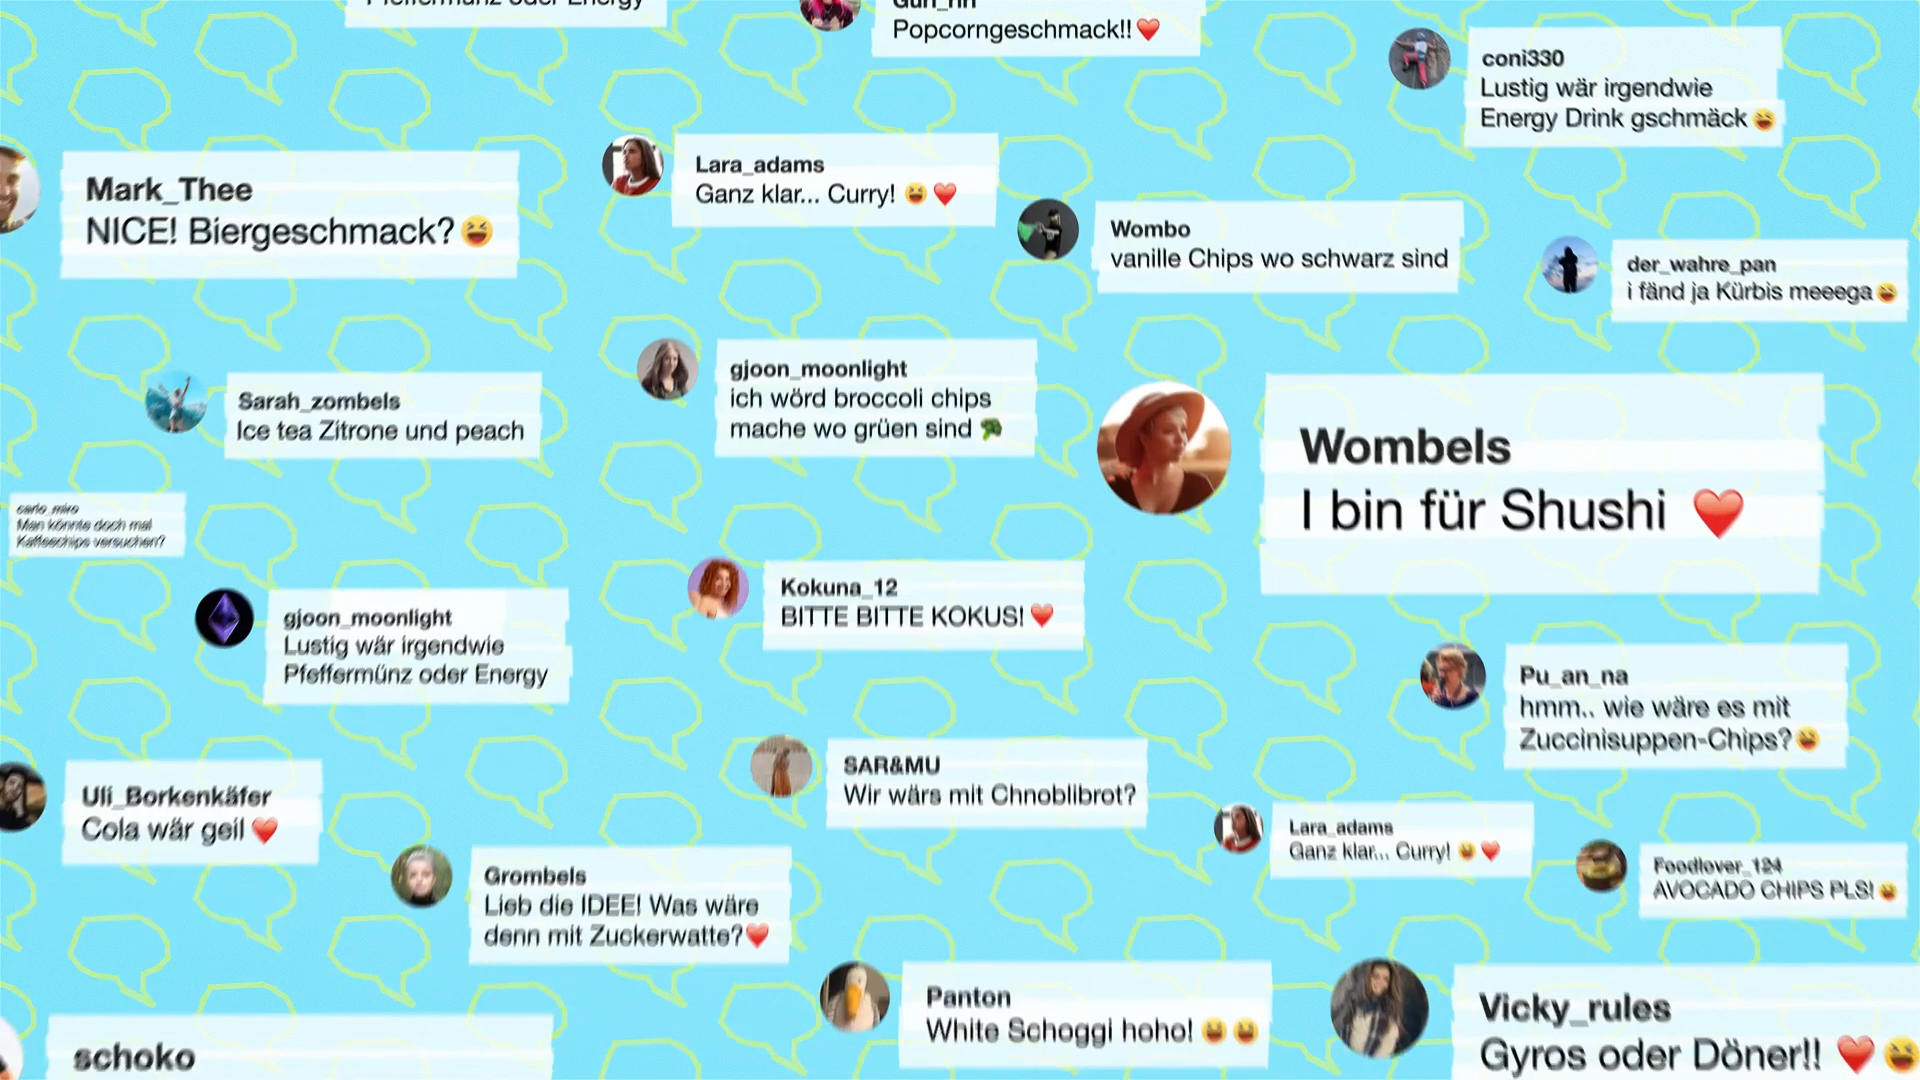 Pfeffermünz oder Energy
Gun_nn
Popcorngeschmack!! ❤️
coni330
Lustig wär irgendwie
Energy Drink gschmäck 😆
Mark_Thee
NICE! Biergeschmack? 😆
Lara_adams
Ganz klar... Curry! 😆 ❤️
Wombo
vanille Chips wo schwarz sind
der_wahre_pan
i fänd ja Kürbis meeega 😆
Sarah_zombels
Ice tea Zitrone und peach
gjoon_moonlight
ich wörd broccoli chips
mache wo grüen sind 🥦
Wombels
I bin für Shushi ❤️
carlo_miro
Man könnte doch mal
Kaffeechips versuchen?
gjoon_moonlight
Lustig wär irgendwie
Pfeffermünz oder Energy
Kokuna_12
BITTE BITTE KOKUS! ❤️
Pu_an_na
hmm.. wie wäre es mit
Zuccinisuppen-Chips? 😆
Uli_Borkenkäfer
Cola wär geil ❤️
SAR&MU
Wir wärs mit Chnoblibrot?
Lara_adams
Ganz klar... Curry! 😆 ❤️
Foodlover_124
AVOCADO CHIPS PLS! 😆
Grombels
Lieb die IDEE! Was wäre
denn mit Zuckerwatte? ❤️
Panton
White Schoggi hoho! 😆 😆
Vicky_rules
Gyros oder Döner!! ❤️ 😆
schoko